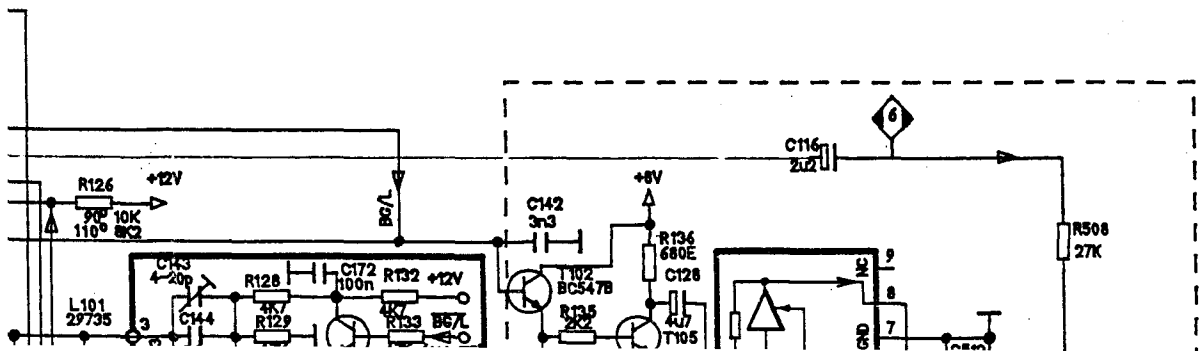 6
C116
2u2
+8V
R126
+12V
90° 10K
110° 8K2
BG/L
C142
3n3
R136
680E
R508
27K
C143
4-20p
R128
4K7
C172
100n
R132
4K7
+12V
T102
BC547B
C128
4u7
NC
9
8
L101
29735
3
C144
R129
R133
BG/L
R135
2K2
T105
GND
7